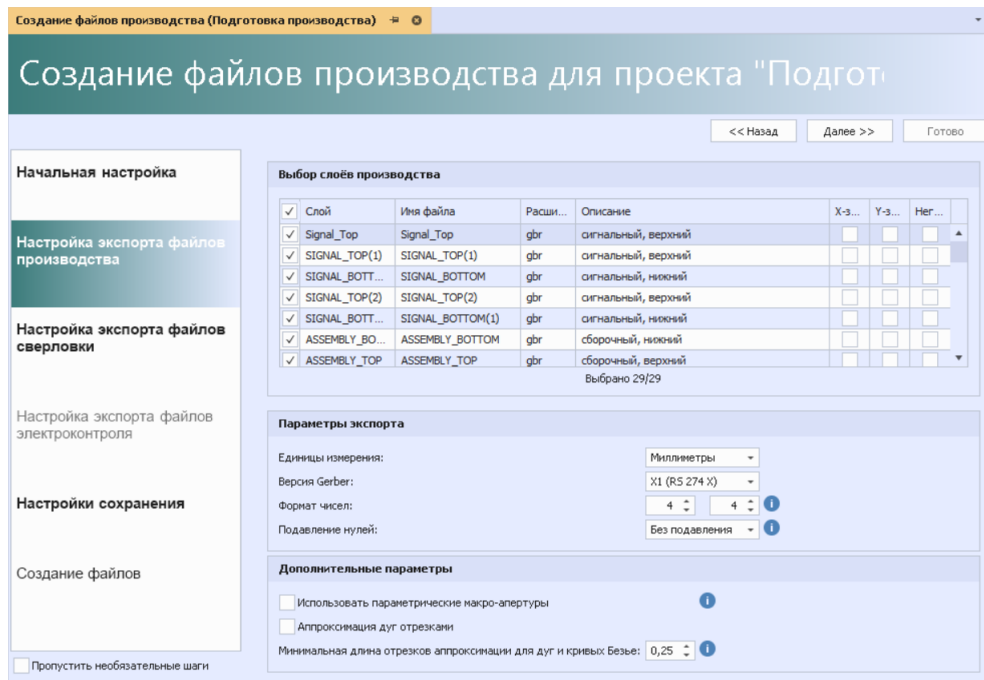 Создание файлов производства (Подготовка производства)
Создание файлов производства для проекта "Подгот
<< Назад Далее >> Готово
Начальная настройка
Настройка экспорта файлов
производства
Настройка экспорта файлов
сверловки
Настройка экспорта файлов
электроконтроля
Настройки сохранения
Создание файлов
Пропустить необязательные шаги
Выбор слоёв производства
Слой Имя файла Расши... Описание X-з... Y-з... Нег...
Signal_Top Signal_Top gbr сигнальный, верхний
SIGNAL_TOP(1) SIGNAL_TOP(1) gbr сигнальный, верхний
SIGNAL_BOTT... SIGNAL_BOTTOM gbr сигнальный, нижний
SIGNAL_TOP(2) SIGNAL_TOP(2) gbr сигнальный, верхний
SIGNAL_BOTT... SIGNAL_BOTTOM(1) gbr сигнальный, нижний
ASSEMBLY_BO... ASSEMBLY_BOTTOM gbr сборочный, нижний
ASSEMBLY_TOP ASSEMBLY_TOP gbr сборочный, верхний
Выбрано 29/29
Параметры экспорта
Единицы измерения: Миллиметры
Версия Gerber: X1 (RS 274 X)
Формат чисел: 4 4
Подавление нулей: Без подавления
Дополнительные параметры
Использовать параметрические макро-апертуры
Аппроксимация дуг отрезками
Минимальная длина отрезков аппроксимации для дуг и кривых Безье: 0,25